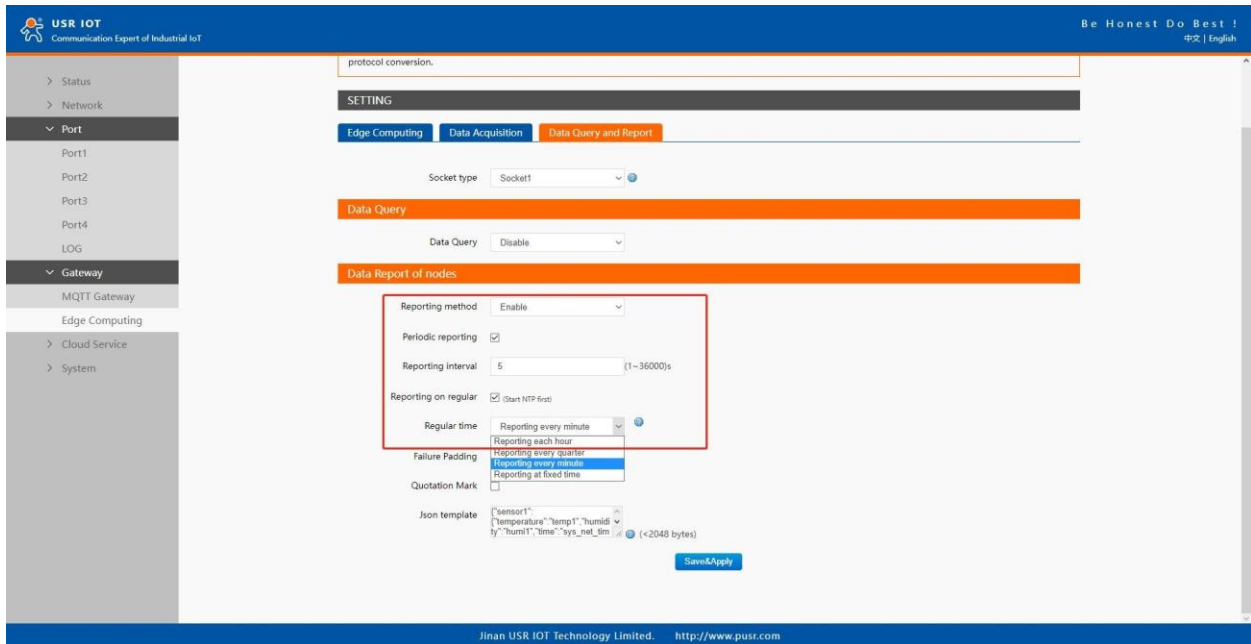 USR IOT
Communication Expert of Industrial IoT
Be Honest Do Best !
中文 | English
Status
Network
Port
Port1
Port2
Port3
Port4
LOG
Gateway
MQTT Gateway
Edge Computing
Cloud Service
System
protocol conversion.
SETTING
Edge Computing Data Acquisition Data Query and Report
Socket type Socket1
Data Query
Data Query Disable
Data Report of nodes
Reporting method Enable
Periodic reporting
Reporting interval 5 (1~36000)s
Reporting on regular (Start NTP first)
Regular time Reporting every minute
Reporting each hour
Reporting every quarter
Reporting every minute
Reporting at fixed time
Failure Padding
Quotation Mark
Json template {"sensor1":
{"temperature":"temp1","humidi
ty":"humi1","time":"sys_net_tim (<2048 bytes)
Save&Apply
Jinan USR IOT Technology Limited. http://www.pusr.com